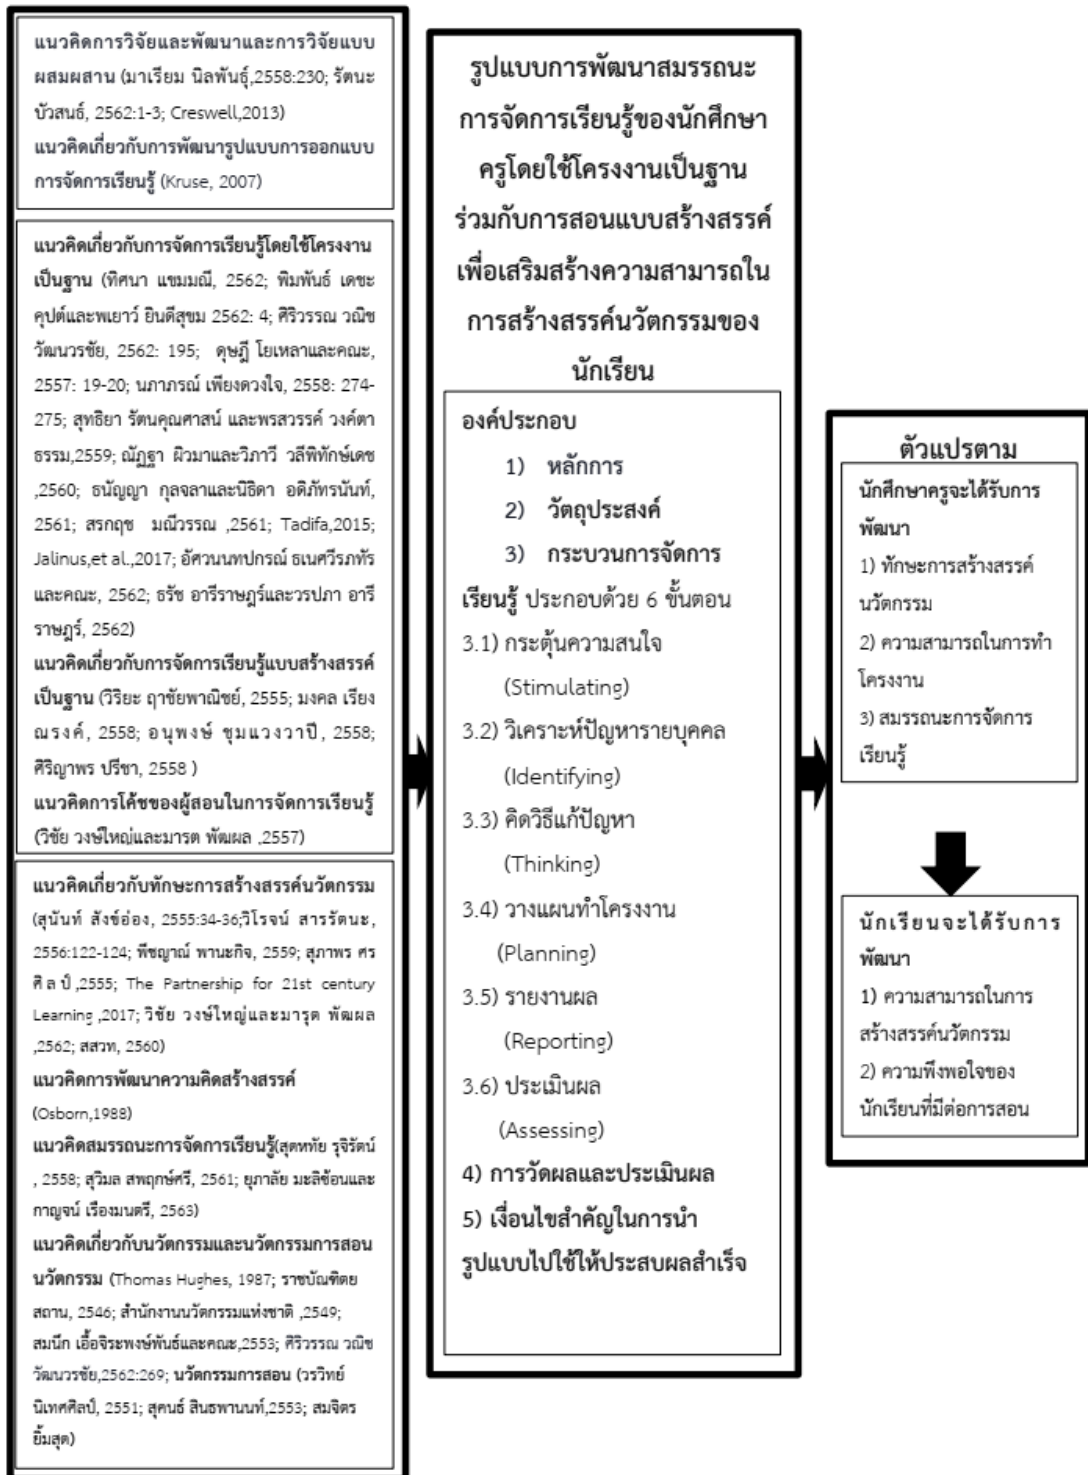 แนวคิดการวิจัยและพัฒนาและการวิจัยแบบ
ผสมผสาน (มาเรียม นิลพันธุ์,2558:230; รัตนะ
บัวสนธ์, 2562:1-3; Creswell,2013)
แนวคิดเกี่ยวกับการพัฒนารูปแบบการออกแบบ
การจัดการเรียนรู้ (Kruse, 2007)
แนวคิดเกี่ยวกับการจัดการเรียนรู้โดยใช้โครงงาน
เป็นฐาน (ทิศนา แขมมณี, 2562; พิมพันธ์ เดชะ
คุปต์และพเยาว์ ยินดีสุขม 2562: 4; ศิริวรรณ วณิช
วัฒนวรชัย, 2562: 195; ดุษฎี โยเหลาและคณะ,
2557: 19-20; นภาภรณ์ เพียงดวงใจ, 2558: 274-
275; สุทธิยา รัตนคุณศาสน์ และพรสวรรค์ วงค์ตา
ธรรม,2559; ณัฏฐา ผิวมาและวิภาวี วลีพิทักษ์เดช
,2560; ธนัญญา กุลจลาและนิธิดา อดิภัทรนันท์,
2561; สรกฤช มณีวรรณ ,2561; Tadifa,2015;
Jalinus,et al.,2017; อัศวนนทปกรณ์ ธเนศวีรภทัร
และคณะ, 2562; ธรัช อารีราษฎร์และวรปภา อารี
ราษฎร์, 2562)
แนวคิดเกี่ยวกับการจัดการเรียนรู้แบบสร้างสรรค์
เป็นฐาน (วิริยะ ฤาชัยพาณิชย์, 2555; มงคล เรียง
ณรงค์, 2558; อนุพงษ์ ชุมแวงวาปี, 2558;
ศิริญาพร ปรีชา, 2558 )
แนวคิดการโค้ชของผู้สอนในการจัดการเรียนรู้
(วิชัย วงษ์ใหญ่และมารต พัฒผล ,2557)
แนวคิดเกี่ยวกับทักษะการสร้างสรรค์นวัตกรรม
(สุนันท์ สังข์อ่อง, 2555:34-36;วิโรจน์ สารรัตนะ,
2556:122-124; พีชญาณ์ พานะกิจ, 2559; สุภาพร ศร
ศิลป์,2555; The Partnership for 21st century
Learning ,2017; วิชัย วงษ์ใหญ่และมารุต พัฒผล
,2562; สสวท, 2560)
แนวคิดการพัฒนาความคิดสร้างสรรค์
(Osborn,1988)
แนวคิดสมรรถนะการจัดการเรียนรู้(สุดหทัย รุจิรัตน์
, 2558; สุวิมล สพฤกษ์ศรี, 2561; ยุภาลัย มะลิซ้อนและ
กาญจน์ เรืองมนตรี, 2563)
แนวคิดเกี่ยวกับนวัตกรรมและนวัตกรรมการสอน
นวัตกรรม (Thomas Hughes, 1987; ราชบัณฑิตย
สถาน, 2546; สำนักงานนวัตกรรมแห่งชาติ ,2549;
สมนึก เอื้อจิระพงษ์พันธ์และคณะ,2553; ศิริวรรณ วณิช
วัฒนวรชัย,2562:269; นวัตกรรมการสอน (วรวิทย์
นิเทศศิลป์, 2551; สุคนธ์ สินธพานนท์,2553; สมจิตร
ยิ้มสุด)
รูปแบบการพัฒนาสมรรถนะ
การจัดการเรียนรู้ของนักศึกษา
ครูโดยใช้โครงงานเป็นฐาน
ร่วมกับการสอนแบบสร้างสรรค์
เพื่อเสริมสร้างความสามารถใน
การสร้างสรรค์นวัตกรรมของ
นักเรียน
องค์ประกอบ
1) หลักการ
2) วัตถุประสงค์
3) กระบวนการจัดการ
เรียนรู้ ประกอบด้วย 6 ขั้นตอน
3.1) กระตุ้นความสนใจ
(Stimulating)
3.2) วิเคราะห์ปัญหารายบุคคล
(Identifying)
3.3) คิดวิธีแก้ปัญหา
(Thinking)
3.4) วางแผนทำโครงงาน
(Planning)
3.5) รายงานผล
(Reporting)
3.6) ประเมินผล
(Assessing)
4) การวัดผลและประเมินผล
5) เงื่อนไขสำคัญในการนำ
รูปแบบไปใช้ให้ประสบผลสำเร็จ
ตัวแปรตาม
นักศึกษาครูจะได้รับการ
พัฒนา
1) ทักษะการสร้างสรรค์
นวัตกรรม
2) ความสามารถในการทำ
โครงงาน
3) สมรรถนะการจัดการ
เรียนรู้
นักเรียนจะได้รับการ
พัฒนา
1) ความสามารถในการ
สร้างสรรค์นวัตกรรม
2) ความพึงพอใจของ
นักเรียนที่มีต่อการสอน